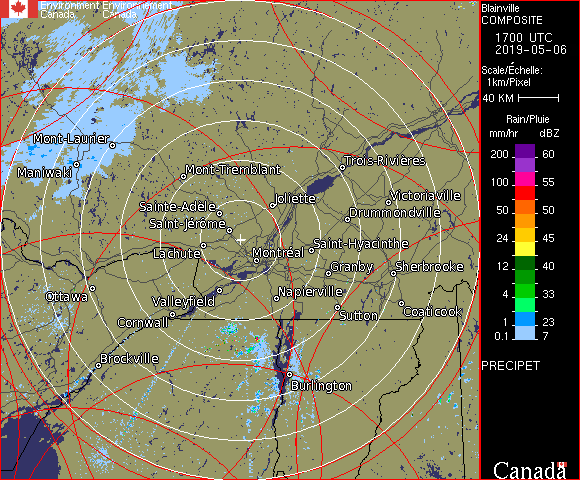 Environment Environnement
Canada Canada
Blainville
COMPOSITE
1700 UTC
2019-05-06
Scale/Échelle:
1km/Pixel
40 KM
Rain/Pluie
mm/hr dBZ
200 60
100 55
50 50
24 45
12 40
4 33
1 23
0.1 7
PRECIPET
Canada
Mont-Laurier
Maniwaki
Mont-Tremblant
Trois-Rivières
Sainte-Adèle
Joliette
Victoriaville
Saint-Jérôme
Drummondville
Lachute
Montréal
Saint-Hyacinthe
Granby
Sherbrooke
Ottawa
Valleyfield
Napierville
Cornwall
Sutton
Coaticook
Brockville
Burlington